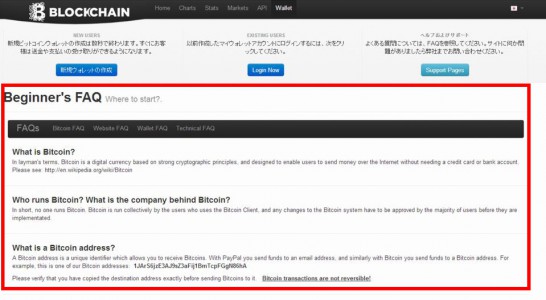 BLOCKCHAIN
Home Charts Stats Markets API Wallet
NEW USERS
新規ビットコインウォレットの作成は数秒で終わります。すぐにお客
様は送金や支払いの受け取りができるようになります。
新規ウォレットの作成
EXISTING USERS
以前作成したマイウォレットアカウントにログインするには、次をクリ
ックしてください。
Login Now
ヘルプおよびサポート
よくある質問については、FAQを参照してください。サイトに何か問
題がありましたら弊社までお問い合わせください。
Support Pages
Beginner's FAQ Where to start?.
FAQs Bitcoin FAQ Website FAQ Wallet FAQ Technical FAQ
What is Bitcoin?
In layman's terms, Bitcoin is a digital currency based on strong cryptographic principles, and designed to enable users to send money over the Internet without needing a credit card or bank account.
Please see: http://en.wikipedia.org/wiki/Bitcoin
Who runs Bitcoin? What is the company behind Bitcoin?
In short, no one runs Bitcoin. Bitcoin is run collectively by the users who uses the Bitcoin Client, and any changes to the Bitcoin system have to be approved by the majority of users before they are
implementated.
What is a Bitcoin address?
A Bitcoin address is a unique identifier which allows you to receive Bitcoins. With PayPal you send funds to an email address, and similarly with Bitcoin you send funds to a Bitcoin address. For
example, this is one of our Bitcoin addresses:
Please verify that you have copied the destination address exactly before sending Bitcoins to it. Bitcoin transactions are not reversible!